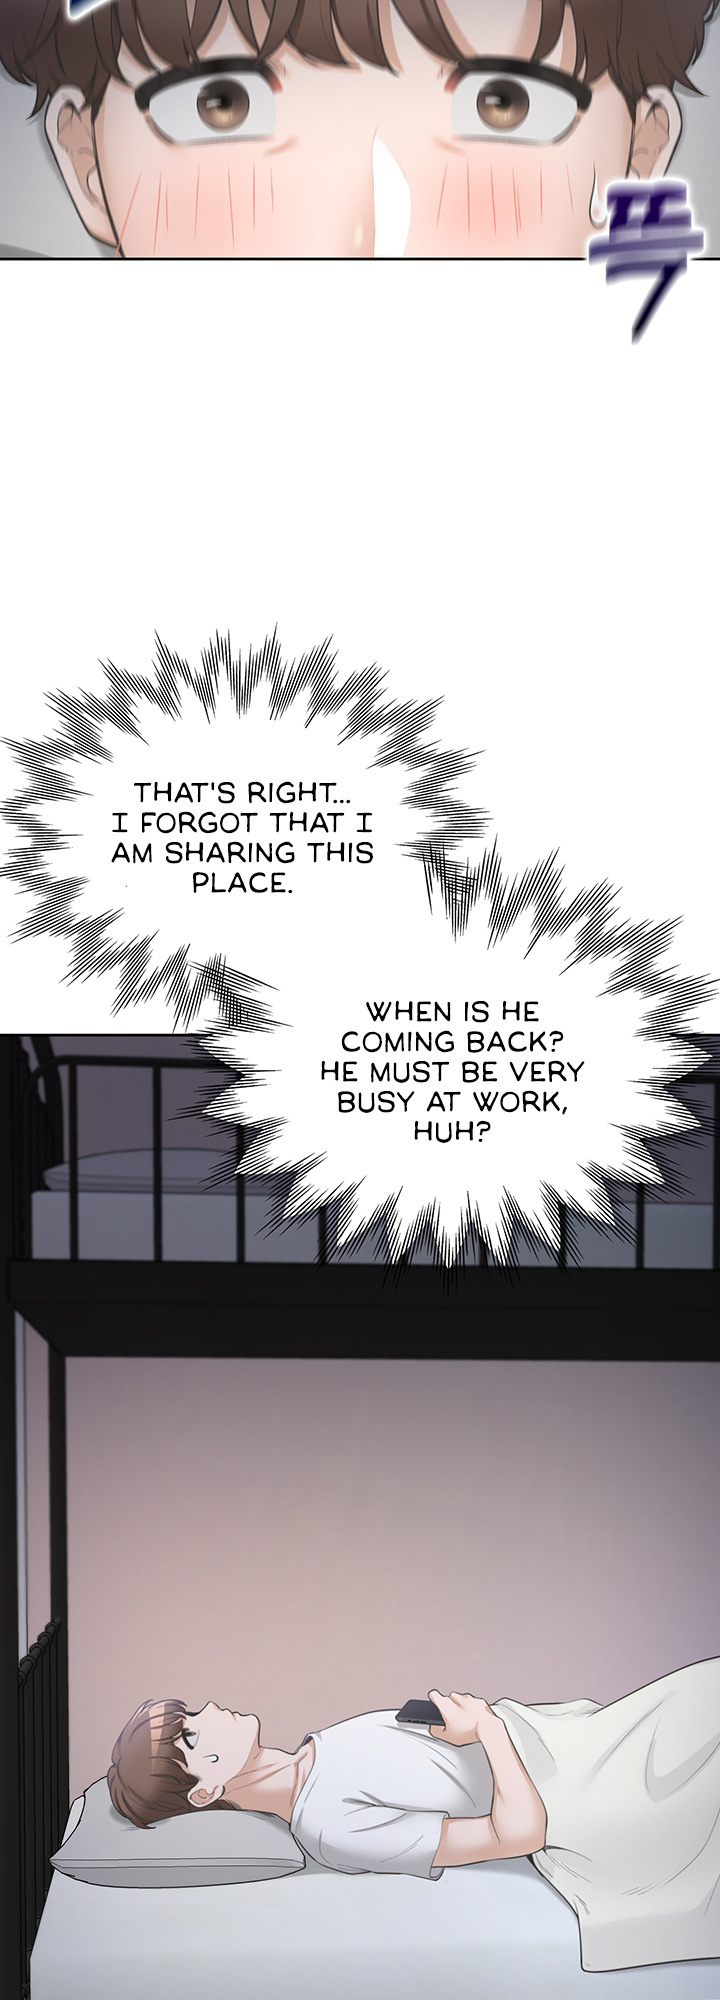 뚝
THAT'S RIGHT...
I FORGOT THAT I
AM SHARING THIS
PLACE.
WHEN IS HE
COMING BACK?
HE MUST BE VERY
BUSY AT WORK,
HUH?